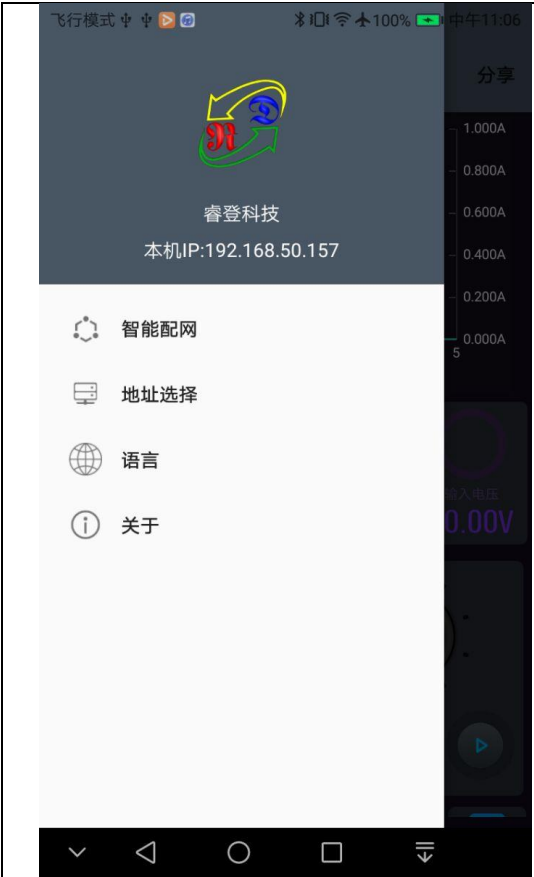 飞行模式 100% 中午11:06
分享
睿登科技
本机IP:192.168.50.157
智能配网
地址选择
语言
关于
1.000A
0.800A
0.600A
0.400A
0.200A
0.000A
5
输入电压
0.00V